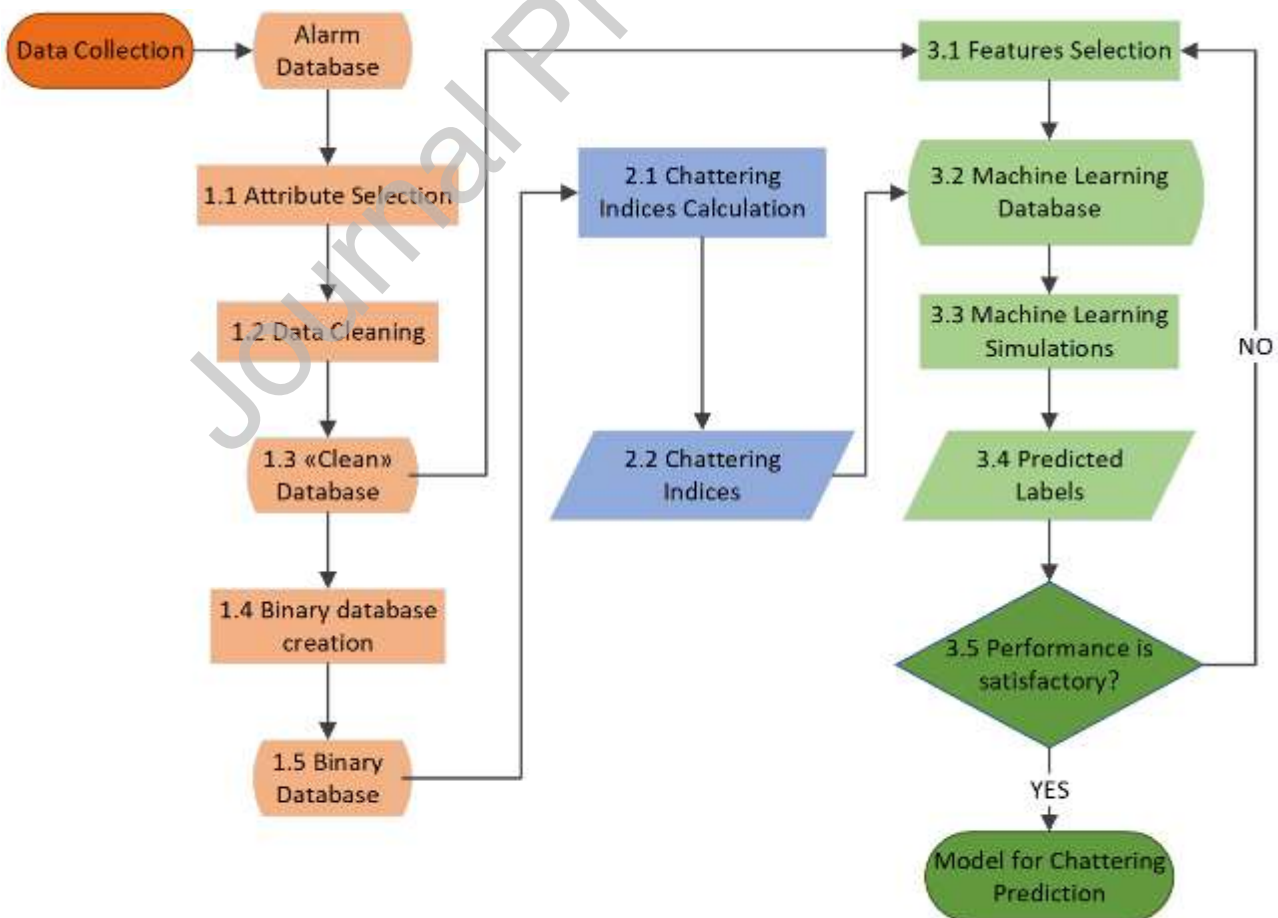 Data Collection
Alarm
Database
1.1 Attribute Selection
1.2 Data Cleaning
1.3 «Clean»
Database
1.4 Binary database
creation
1.5 Binary
Database
2.1 Chattering
Indices Calculation
2.2 Chattering
Indices
3.1 Features Selection
3.2 Machine Learning
Database
3.3 Machine Learning
Simulations
3.4 Predicted
Labels
3.5 Performance is
satisfactory?
NO
YES
Model for Chattering
Prediction
Journal